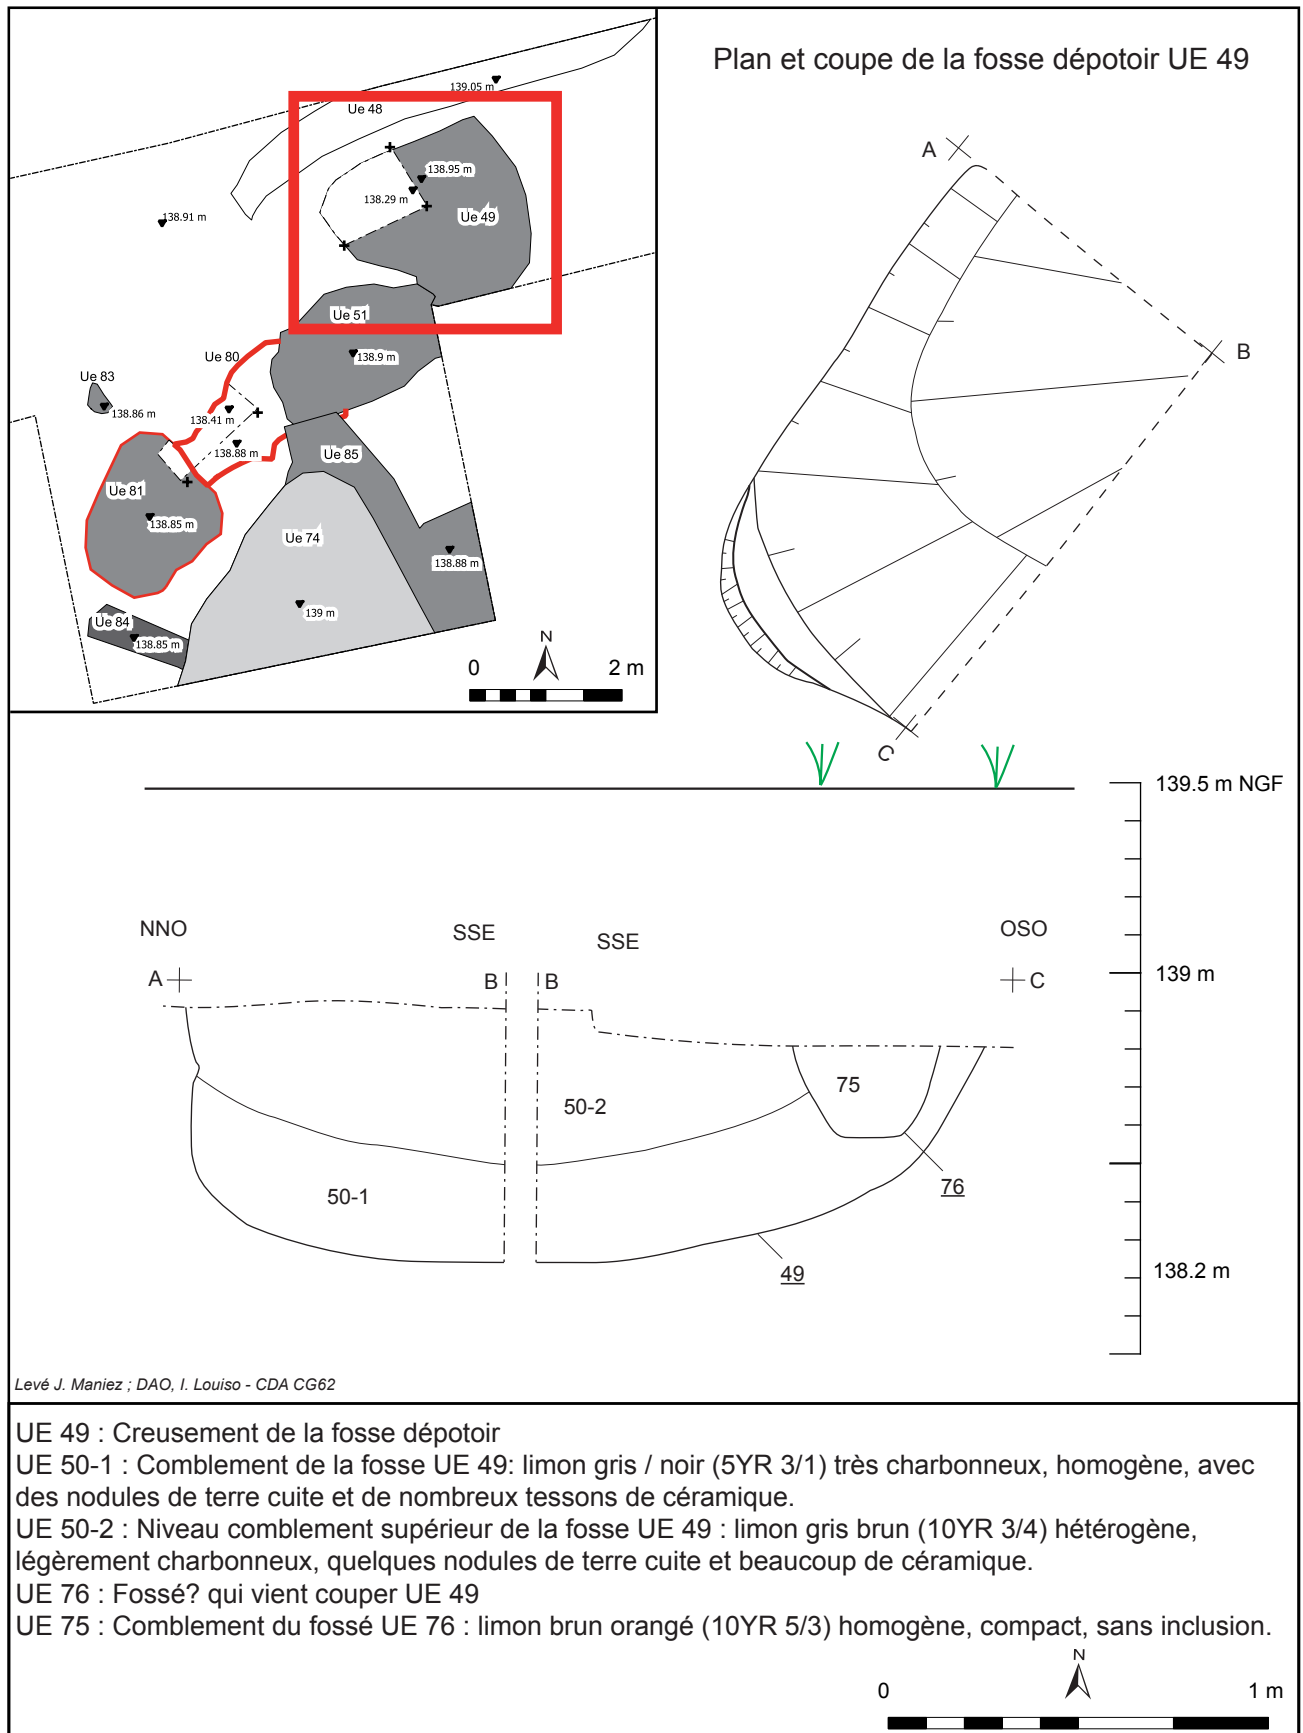 Plan et coupe de la fosse dépotoir UE 49
139.05 m
Ue 48
138.95 m
138.29 m
138.91 m
Ue 49
Ue 51
138.9 m
Ue 80
Ue 83
138.86 m
138.41 m
138.88 m
Ue 85
Ue 81
138.85 m
Ue 74
138.88 m
139 m
Ue 84
138.85 m
N
0 2 m
A
B
C
139.5 m NGF
NNO SSE SSE OSO
A B B C
139 m
75
50-2
50-1
76
49
138.2 m
Levé J. Maniez ; DAO, I. Louiso - CDA CG62
UE 49 : Creusement de la fosse dépotoir
UE 50-1 : Comblement de la fosse UE 49: limon gris / noir (5YR 3/1) très charbonneux, homogène, avec
des nodules de terre cuite et de nombreux tessons de céramique.
UE 50-2 : Niveau comblement supérieur de la fosse UE 49 : limon gris brun (10YR 3/4) hétérogène,
légèrement charbonneux, quelques nodules de terre cuite et beaucoup de céramique.
UE 76 : Fossé? qui vient couper UE 49
UE 75 : Comblement du fossé UE 76 : limon brun orangé (10YR 5/3) homogène, compact, sans inclusion.
N
0 1 m